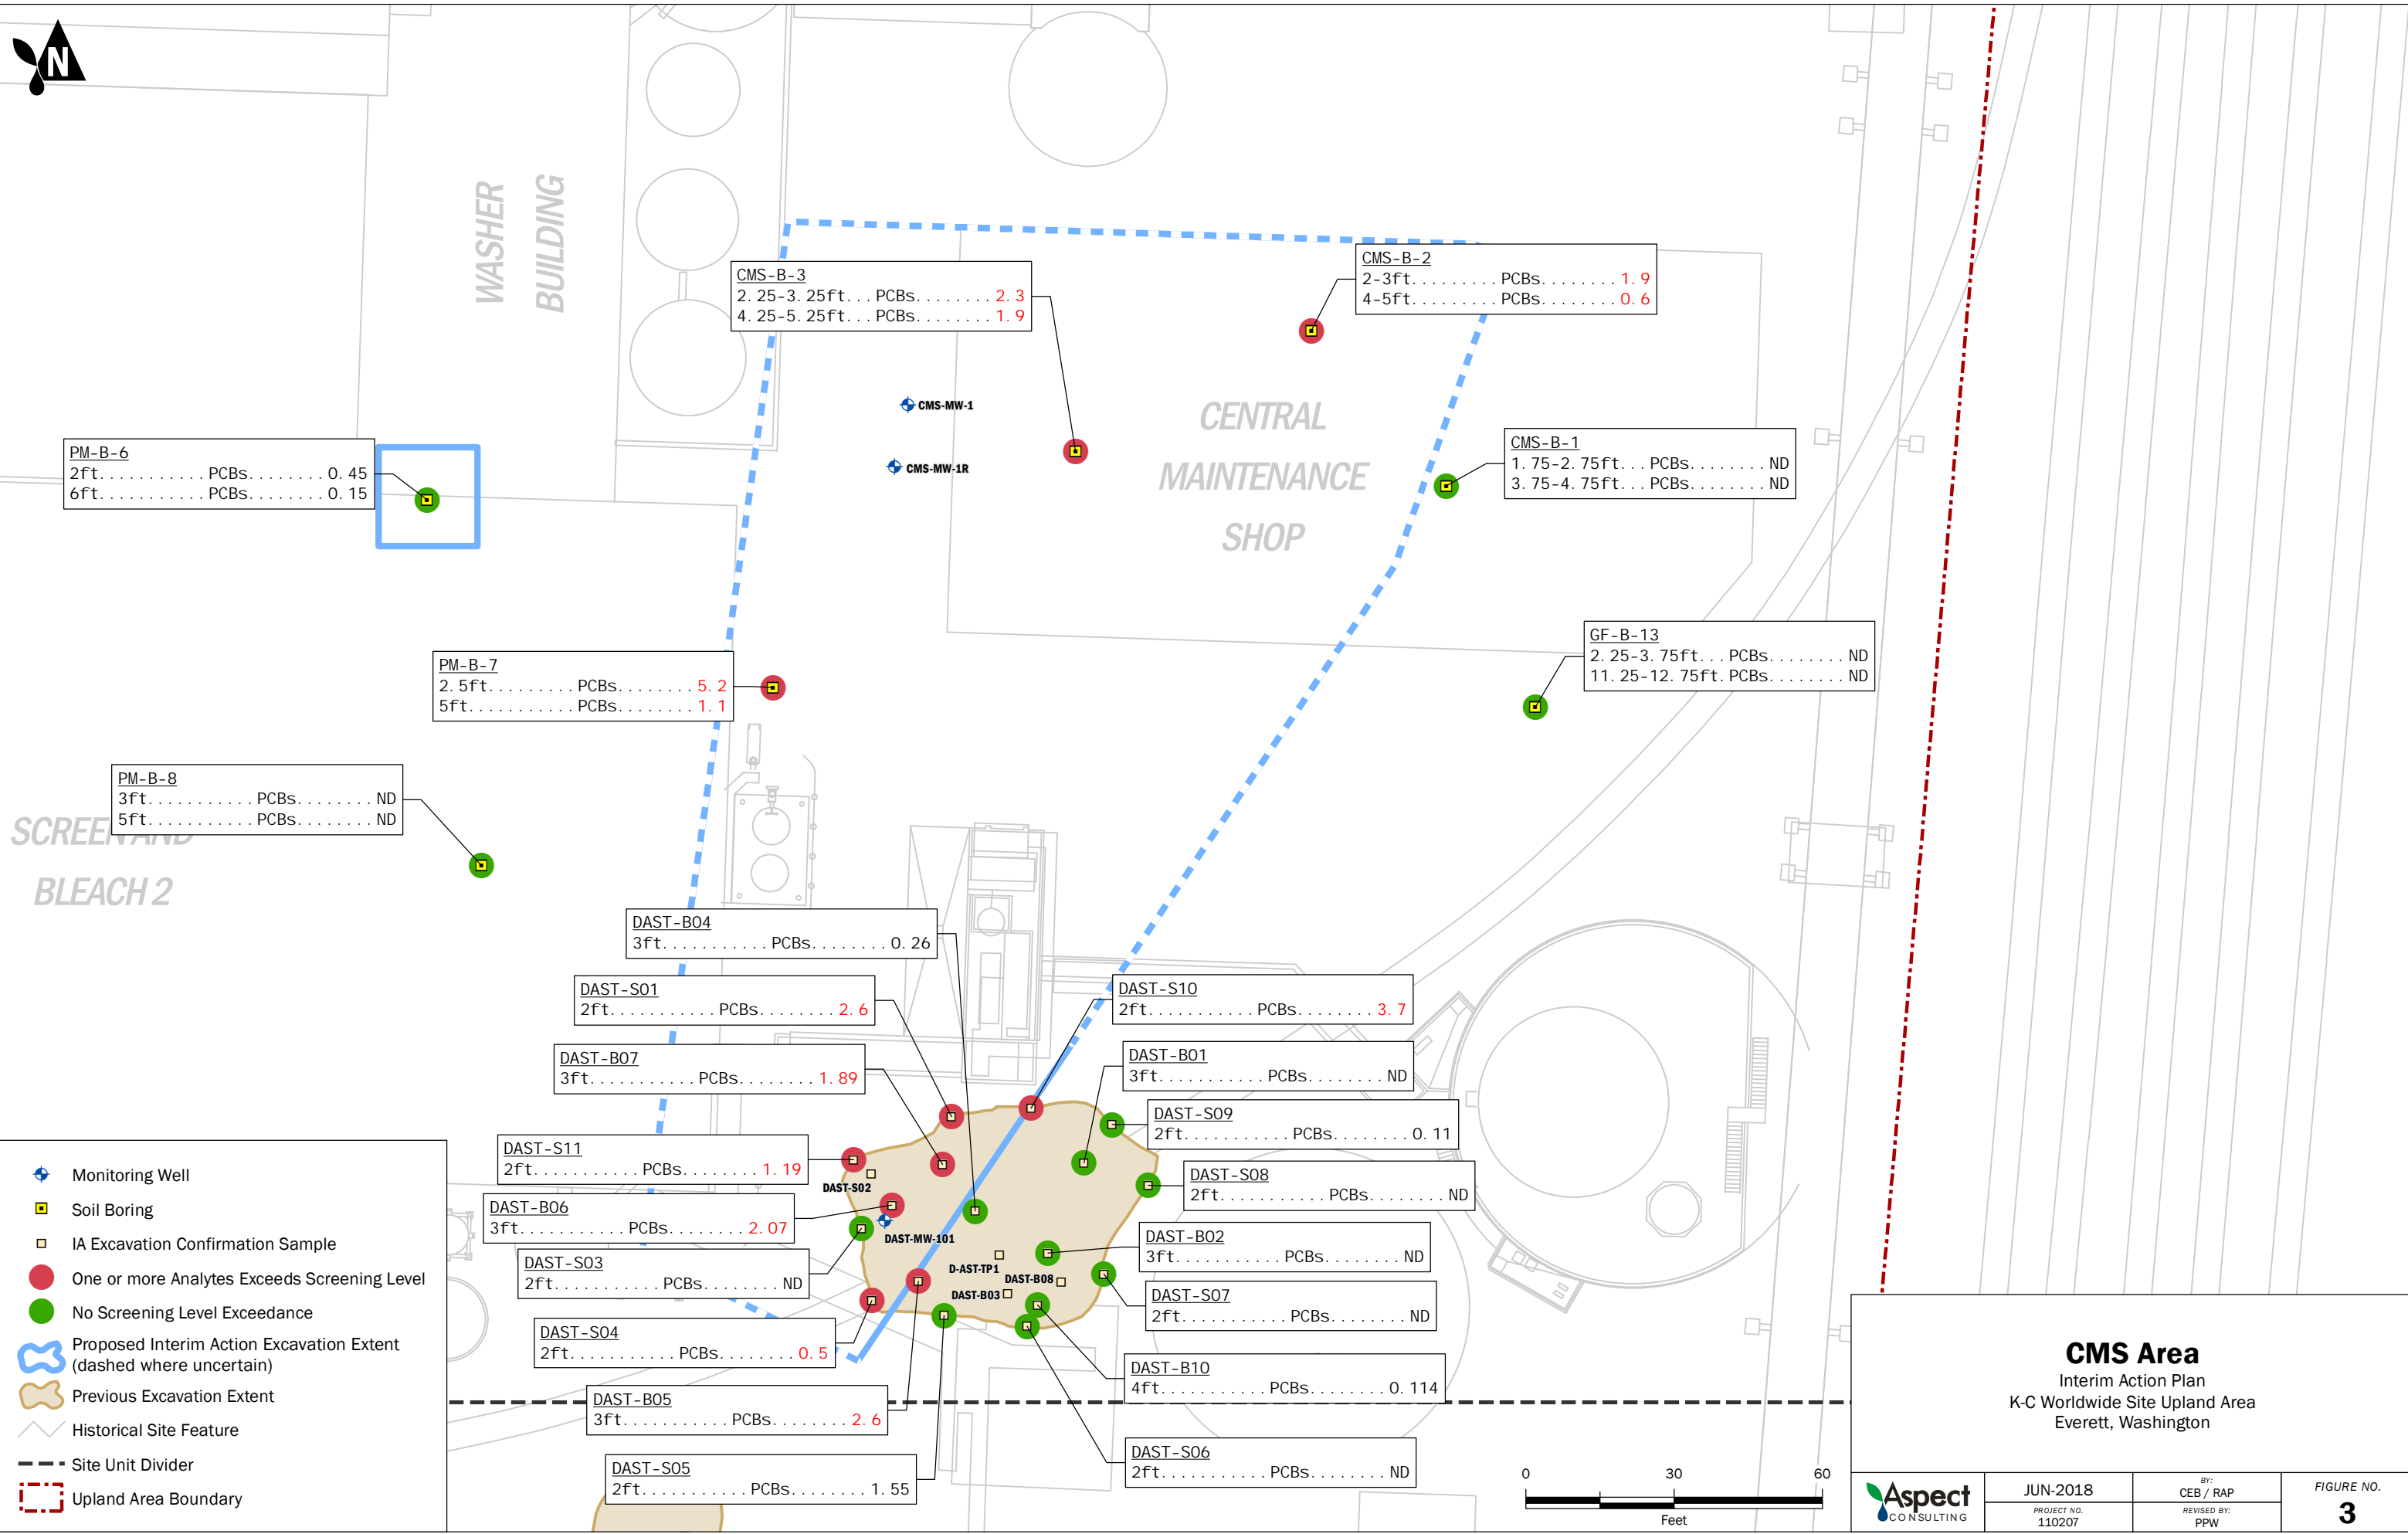 N
WASHER
BUILDING
CMS-B-3
2.25-3.25ft...PCBs........2.3
4.25-5.25ft...PCBs........1.9
CMS-B-2
2-3ft.........PCBs........1.9
4-5ft.........PCBs........0.6
CMS-MW-1
CMS-MW-1R
CENTRAL
MAINTENANCE
SHOP
PM-B-6
2ft...........PCBs........0.45
6ft...........PCBs........0.15
CMS-B-1
1.75-2.75ft...PCBs........ND
3.75-4.75ft...PCBs........ND
GF-B-13
2.25-3.75ft...PCBs........ND
11.25-12.75ft.PCBs........ND
PM-B-7
2.5ft.........PCBs........5.2
5ft...........PCBs........1.1
PM-B-8
3ft...........PCBs........ND
5ft...........PCBs........ND
SCREEN AND
BLEACH 2
DAST-B04
3ft...........PCBs........0.26
DAST-S01
2ft...........PCBs........2.6
DAST-S10
2ft...........PCBs........3.7
DAST-B07
3ft...........PCBs........1.89
DAST-B01
3ft...........PCBs........ND
DAST-S09
2ft...........PCBs........0.11
DAST-S11
2ft...........PCBs........1.19
DAST-S02
DAST-S08
2ft...........PCBs........ND
DAST-B06
3ft...........PCBs........2.07
DAST-MW-101
DAST-B02
3ft...........PCBs........ND
DAST-S03
2ft...........PCBs........ND
D-AST-TP1
DAST-B08
DAST-B03
DAST-S07
2ft...........PCBs........ND
DAST-S04
2ft...........PCBs........0.5
DAST-B10
4ft...........PCBs........0.114
DAST-B05
3ft...........PCBs........2.6
DAST-S06
2ft...........PCBs........ND
DAST-S05
2ft...........PCBs........1.55
Monitoring Well
Soil Boring
IA Excavation Confirmation Sample
One or more Analytes Exceeds Screening Level
No Screening Level Exceedance
Proposed Interim Action Excavation Extent
(dashed where uncertain)
Previous Excavation Extent
Historical Site Feature
Site Unit Divider
Upland Area Boundary
0 30 60
Feet
CMS Area
Interim Action Plan
K-C Worldwide Site Upland Area
Everett, Washington
Aspect
CONSULTING
JUN-2018
PROJECT NO.
110207
BY:
CEB / RAP
REVISED BY:
PPW
FIGURE NO.
3